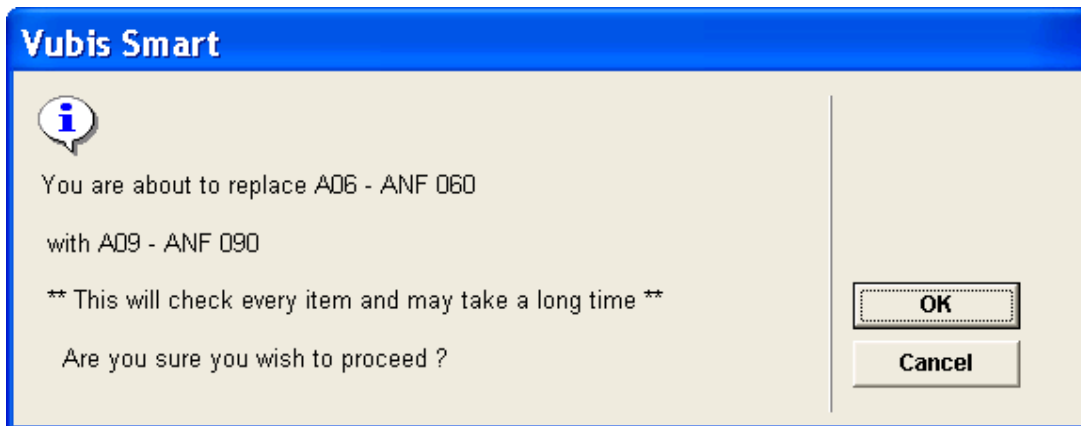 Vubis Smart
You are about to replace A06 - ANF 060
with A09 - ANF 090
** This will check every item and may take a long time **
Are you sure you wish to proceed ?
OK
Cancel